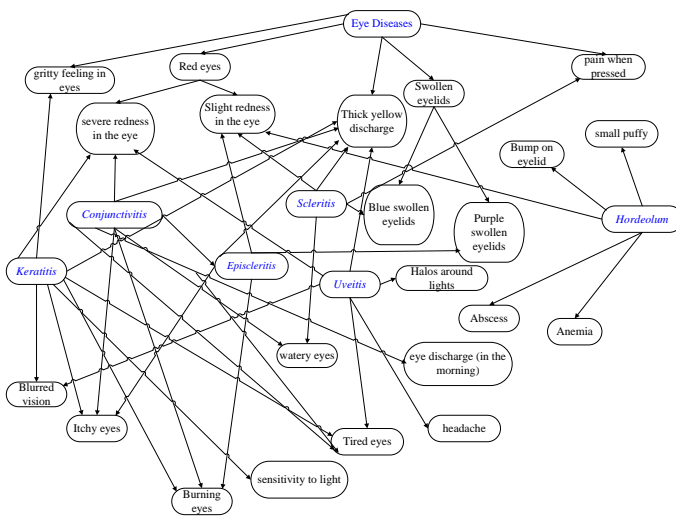 Eye Diseases
Red eyes
gritty feeling in
eyes
pain when
pressed
Swollen
eyelids
severe redness
in the eye
Slight redness
in the eye
Thick yellow
discharge
small puffy
Bump on
eyelid
Conjunctivitis
Scleritis
Blue swollen
eyelids
Purple
swollen
eyelids
Hordeolum
Keratitis
Episcleritis
Uveitis
Halos around
lights
Abscess
Anemia
watery eyes
eye discharge (in the
morning)
Blurred
vision
Itchy eyes
Tired eyes
headache
sensitivity to light
Burning
eyes